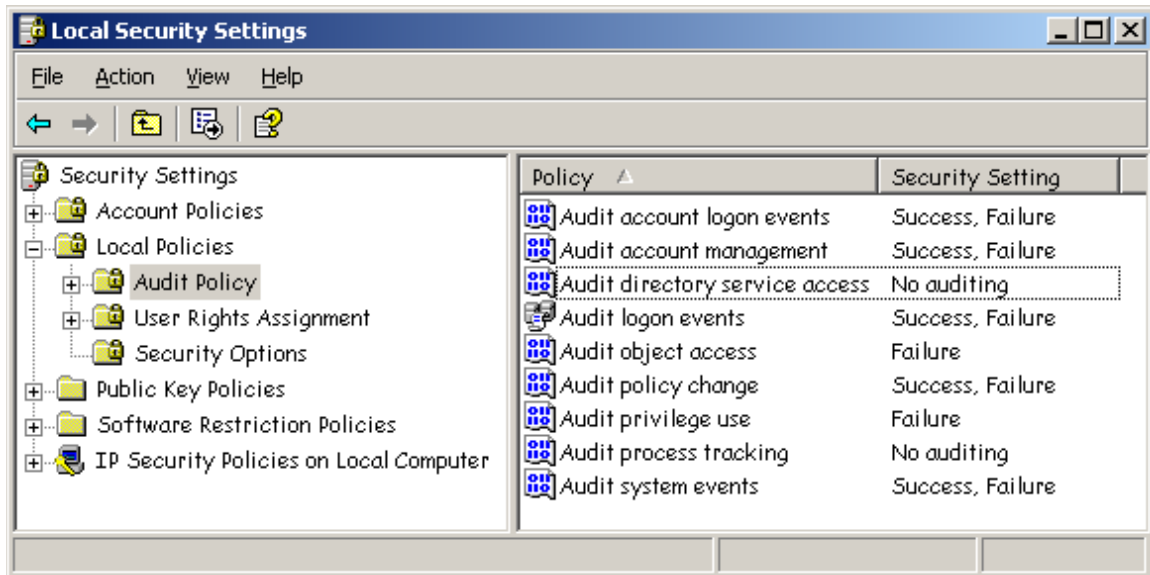 Local Security Settings
File Action View Help
Security Settings
Account Policies
Local Policies
Audit Policy
User Rights Assignment
Security Options
Public Key Policies
Software Restriction Policies
IP Security Policies on Local Computer
Policy Security Setting
Audit account logon events Success, Failure
Audit account management Success, Failure
Audit directory service access No auditing
Audit logon events Success, Failure
Audit object access Failure
Audit policy change Success, Failure
Audit privilege use Failure
Audit process tracking No auditing
Audit system events Success, Failure